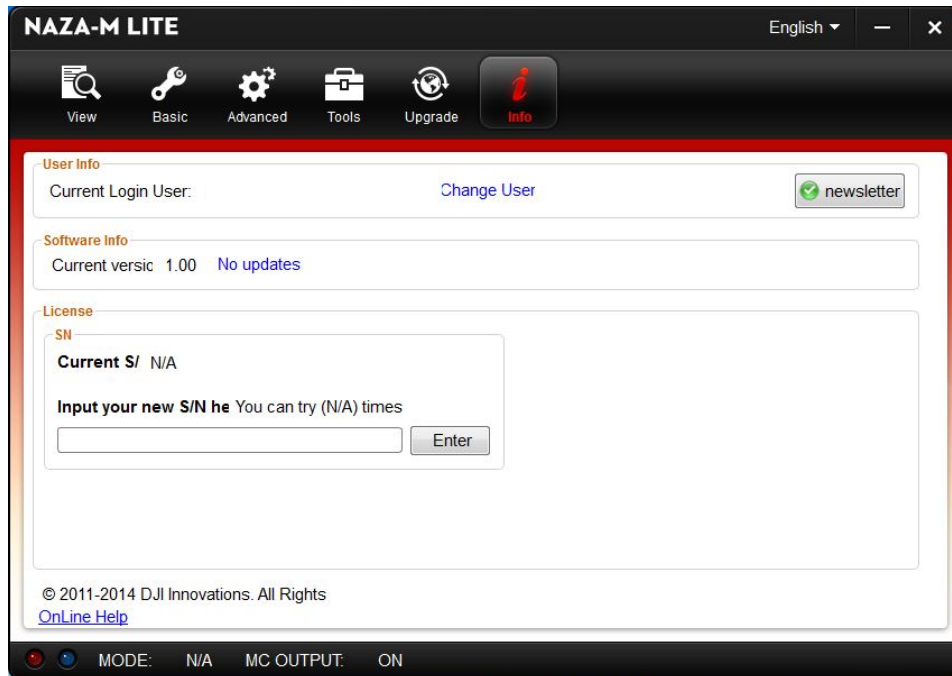 NAZA-M LITE English
View Basic Advanced Tools Upgrade Info
User Info
Current Login User: Change User newsletter
Software Info
Current versic 1.00 No updates
License
SN
Current S/ N/A
Input your new S/N he You can try (N/A) times
Enter
© 2011-2014 DJI Innovations. All Rights
OnLine Help
MODE: N/A MC OUTPUT: ON